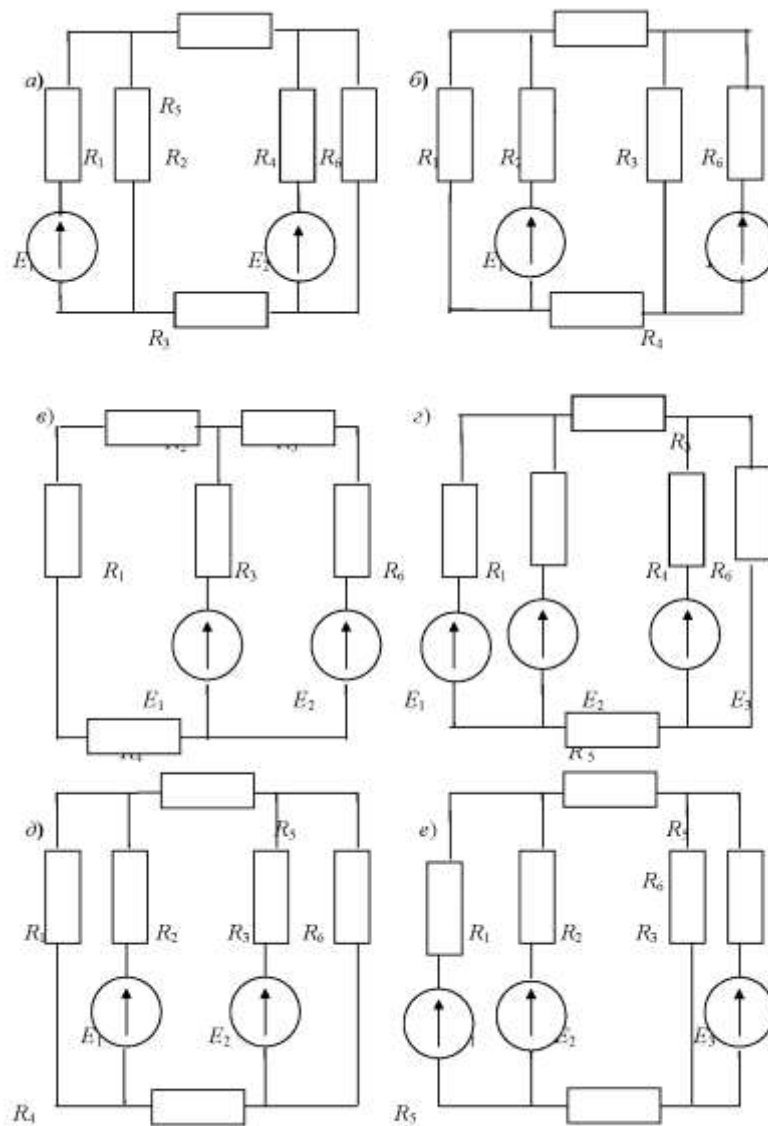 а) б)
R5
R1 R2 R4 R6 R1 R2 R3 R6
E1 E2 E1
R3 R4
в) г)
R3
R1 R3 R6 R1 R4 R6
E1 E2 E1 E2 E3
R4 R5
д) е)
R5 R5
R6
R1 R2 R3 R6 R1 R2 R3
E1 E2 E2 E3
R4 R5